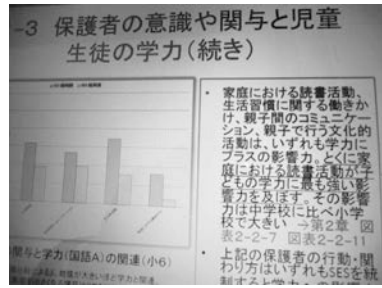 -3 保護者の意識や関与と児童
生徒の学力(続き)
• 家庭における読書活動、
生活習慣に関する働きか
け、親子間のコミュニケー
ション、親子で行う文化的
活動は、いずれも学力に
プラスの影響力。とくに家
庭における読書活動が子
どもの学力に最も強い影
響力を及ぼす。その影響
力は中学校に比べ小学
校で大きい →第2章 図
表2-2-7 図表2-2-11
• 上記の保護者の行動・関
わり方はいずれもSESを統
関与と学力(国語A)の関連(小6)